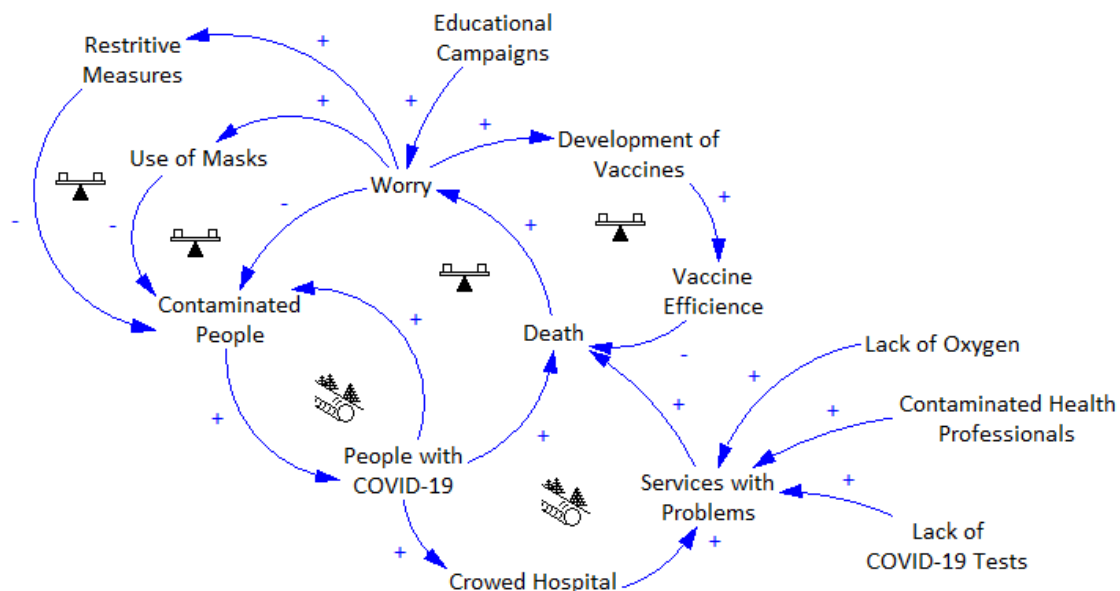 Educational
Campaigns
Restritive
Measures
+
+
+
+
Use of Masks
Development of
Vaccines
Worry
+
-
-
-
+
Vaccine
Efficience
Contaminated
People
+
Death
-
Lack of Oxygen
+
+
Contaminated Health
Professionals
+
+
People with
COVID-19
+
Services with
Problems
+
Lack of
COVID-19 Tests
+
+
Crowed Hospital